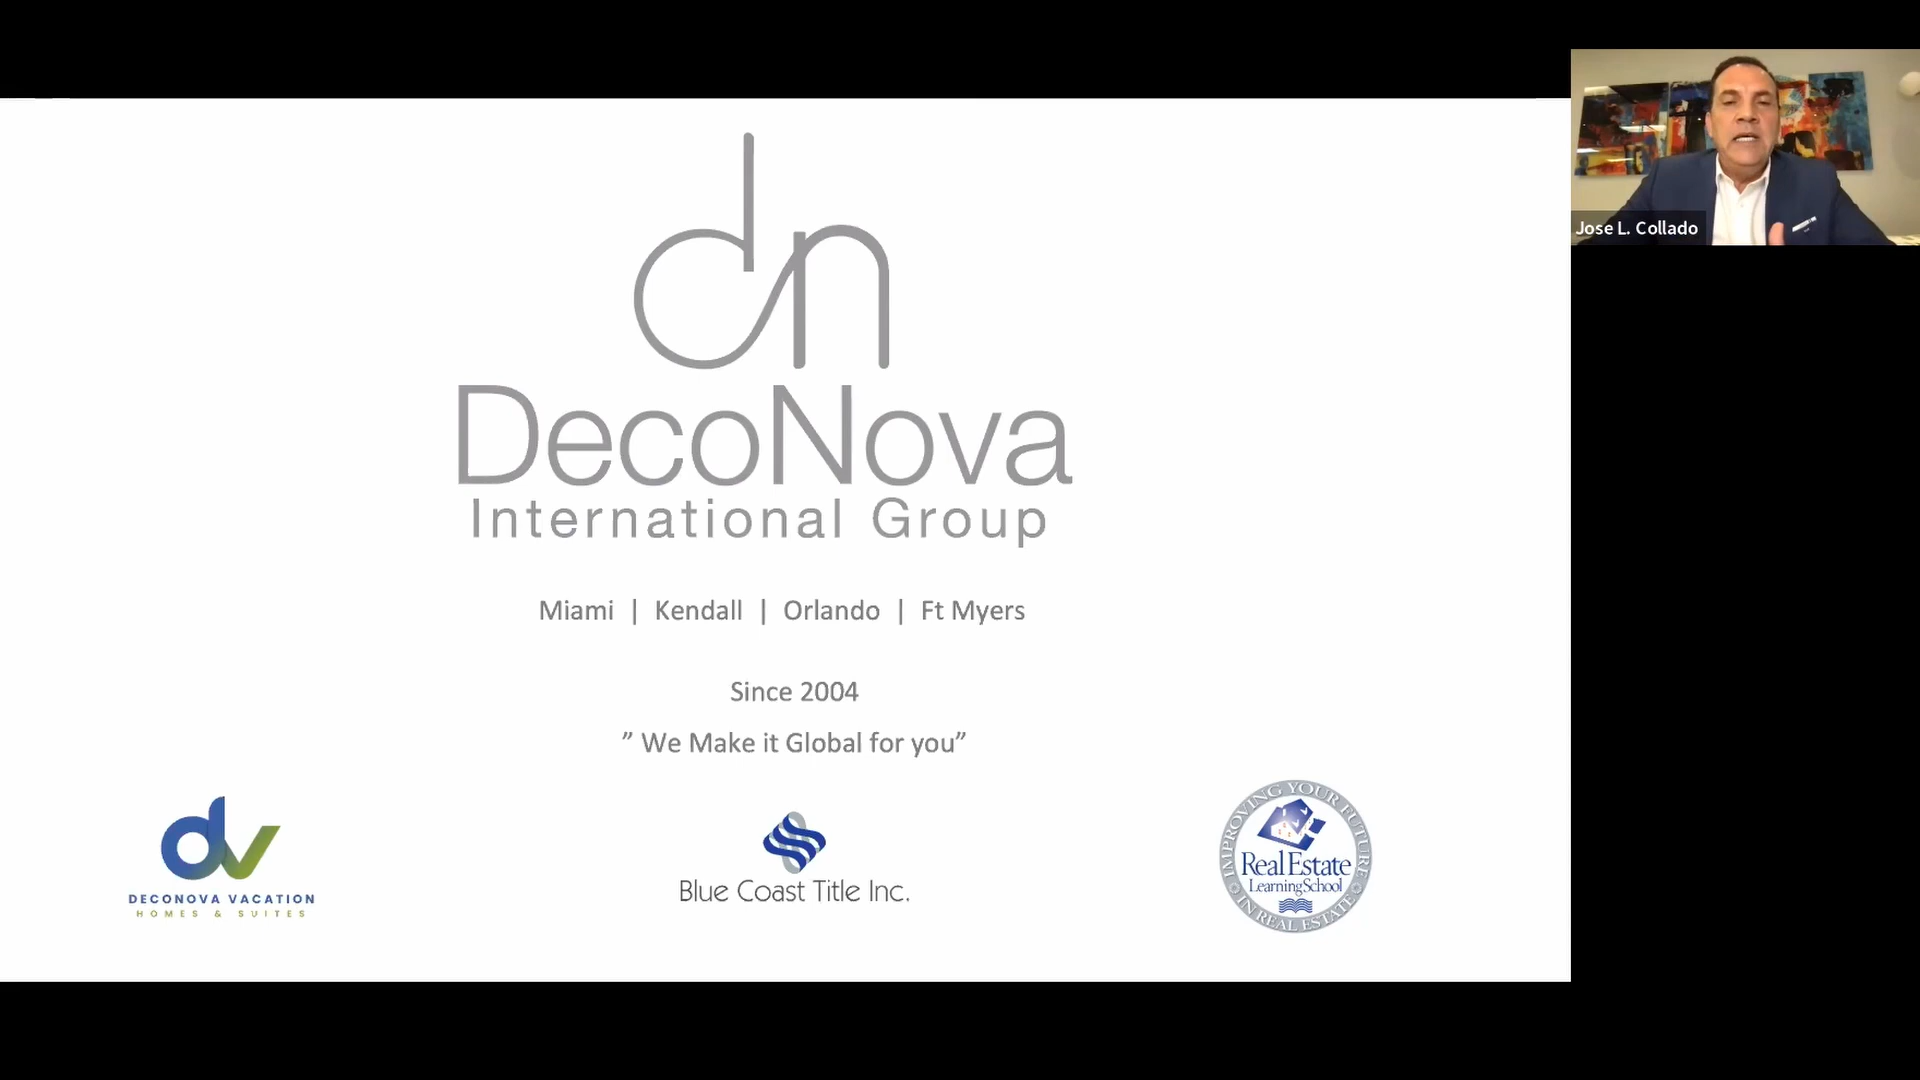 dn
DecoNova
International Group
Miami | Kendall | Orlando | Ft Myers
Since 2004
” We Make it Global for you”
dv
DECONOVA VACATION
HOMES & SUITES
Blue Coast Title Inc.
IMPROVING YOUR FUTURE
Real Estate
Learning School
IN REAL ESTATE
Jose L. Collado